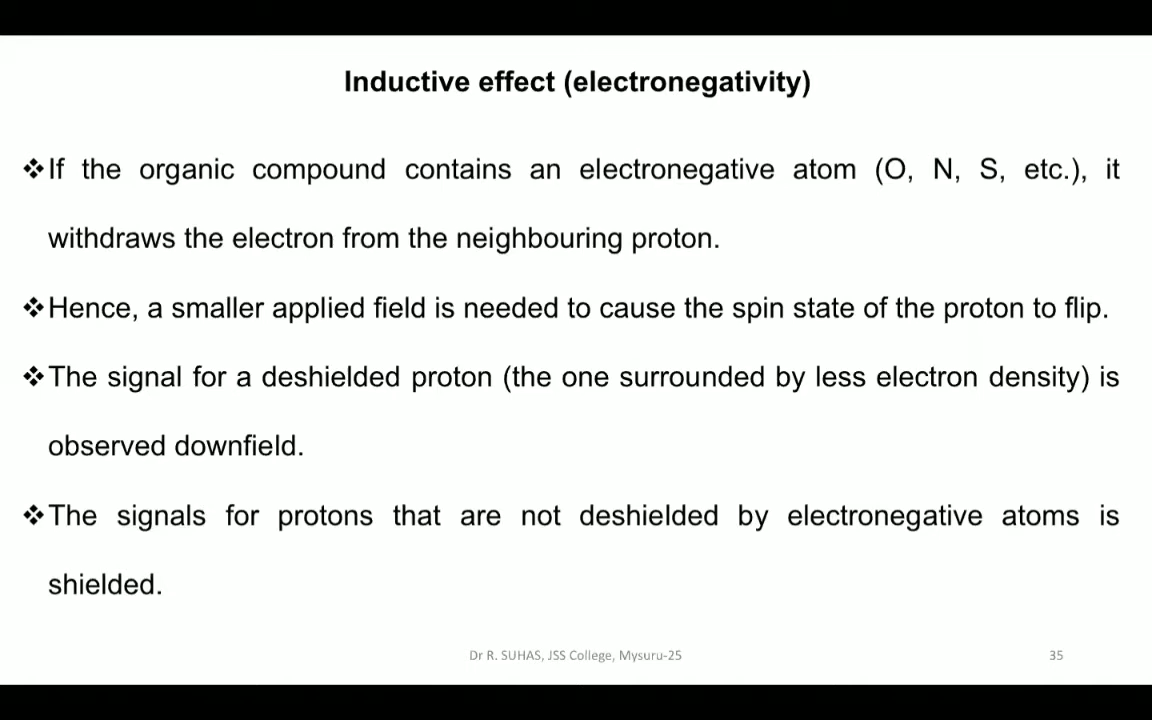 Inductive effect (electronegativity)
❖If the organic compound contains an electronegative atom (O, N, S, etc.), it
withdraws the electron from the neighbouring proton.
❖Hence, a smaller applied field is needed to cause the spin state of the proton to flip.
❖The signal for a deshielded proton (the one surrounded by less electron density) is
observed downfield.
❖The signals for protons that are not deshielded by electronegative atoms is
shielded.
Dr R. SUHAS, JSS College, Mysuru-25
35